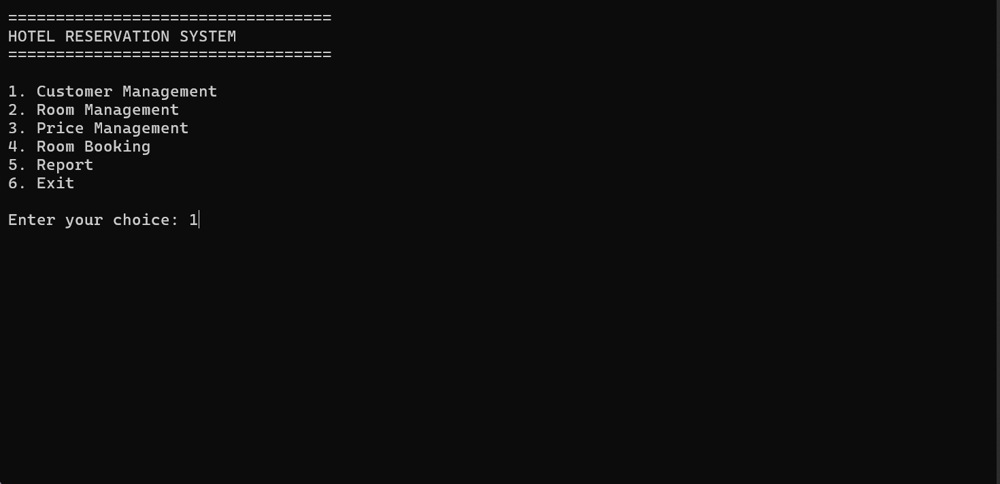 ==================================
HOTEL RESERVATION SYSTEM
==================================
1. Customer Management
2. Room Management
3. Price Management
4. Room Booking
5. Report
6. Exit
Enter your choice: 1